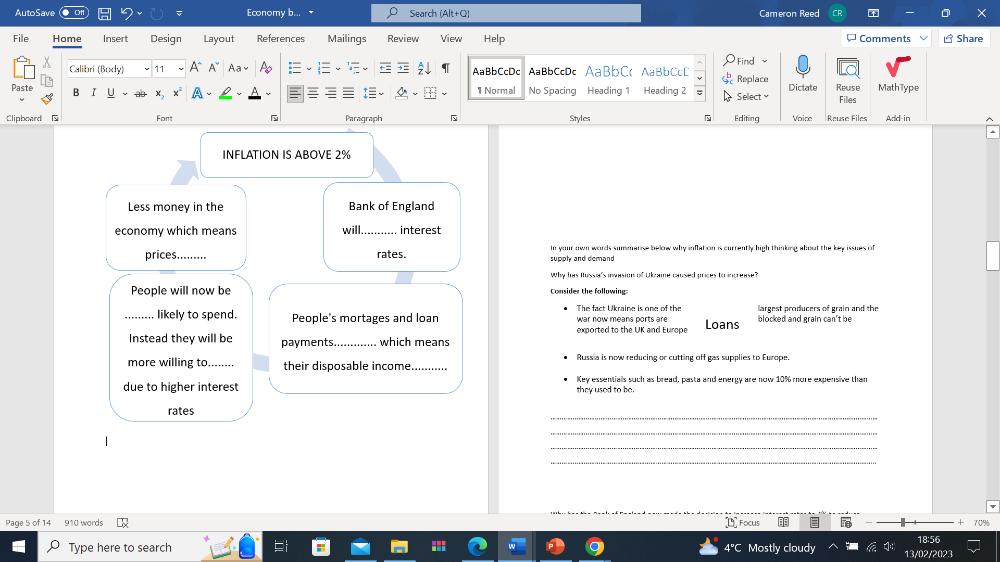 AutoSave Off
Economy b...
Search (Alt+Q)
Cameron Reed CR
File Home Insert Design Layout References Mailings Review View Help
Comments Share
Paste
Clipboard
Calibri (Body) 11
Font
Paragraph
AaBbCcDc AaBbCcDc AaBbC AaBbCcD
¶ Normal No Spacing Heading 1 Heading 2
Styles
Find
Replace
Select
Editing
Dictate
Voice
Reuse
Files
Reuse Files
MathType
Add-in
INFLATION IS ABOVE 2%
Bank of England
will........... interest
rates.
People's mortages and loan
payments............. which means
their disposable income...........
People will now be
......... likely to spend.
Instead they will be
more willing to........
due to higher interest
rates
Less money in the
economy which means
prices.........
In your own words summarise below why inflation is currently high thinking about the key issues of
supply and demand
Why has Russia’s invasion of Ukraine caused prices to increase?
Consider the following:
• The fact Ukraine is one of the largest producers of grain and the
war now means ports are blocked and grain can’t be
exported to the UK and Europe
Loans
• Russia is now reducing or cutting off gas supplies to Europe.
• Key essentials such as bread, pasta and energy are now 10% more expensive than
they used to be.
Why has the Bank of England now made the decision to increase interest rates to 4% to reduce
Page 5 of 14 910 words
Focus
70%
Type here to search
4°C Mostly cloudy
18:56
13/02/2023